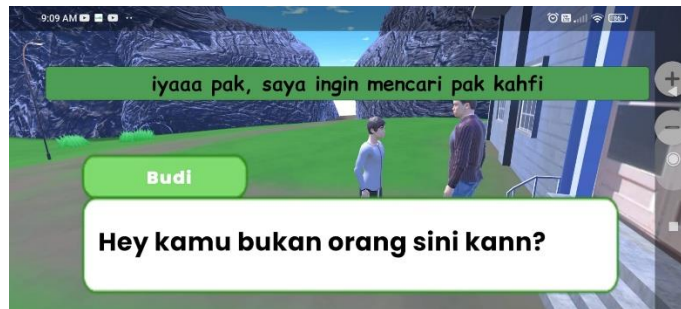 9:09 AM
iyaaa pak, saya ingin mencari pak kahfi
Budi
Hey kamu bukan orang sini kann?